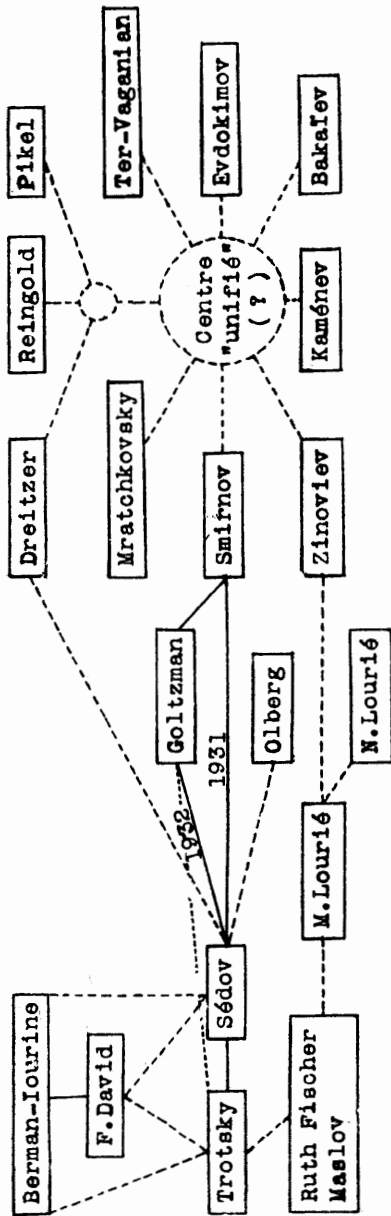 Berman-Iourine
F.David
Trotsky
Sédov
Ruth Fischer
Maslov
Dreitzer
Goltzman
1932
1931
Olberg
M.Lourié
N.Lourié
Reingold
Pikel
Mratchkovsky
Smirnov
Zinoviev
Centre
"unifié"
(?)
Ter-Vaganian
Evdokimov
Bakaïev
Kaménev